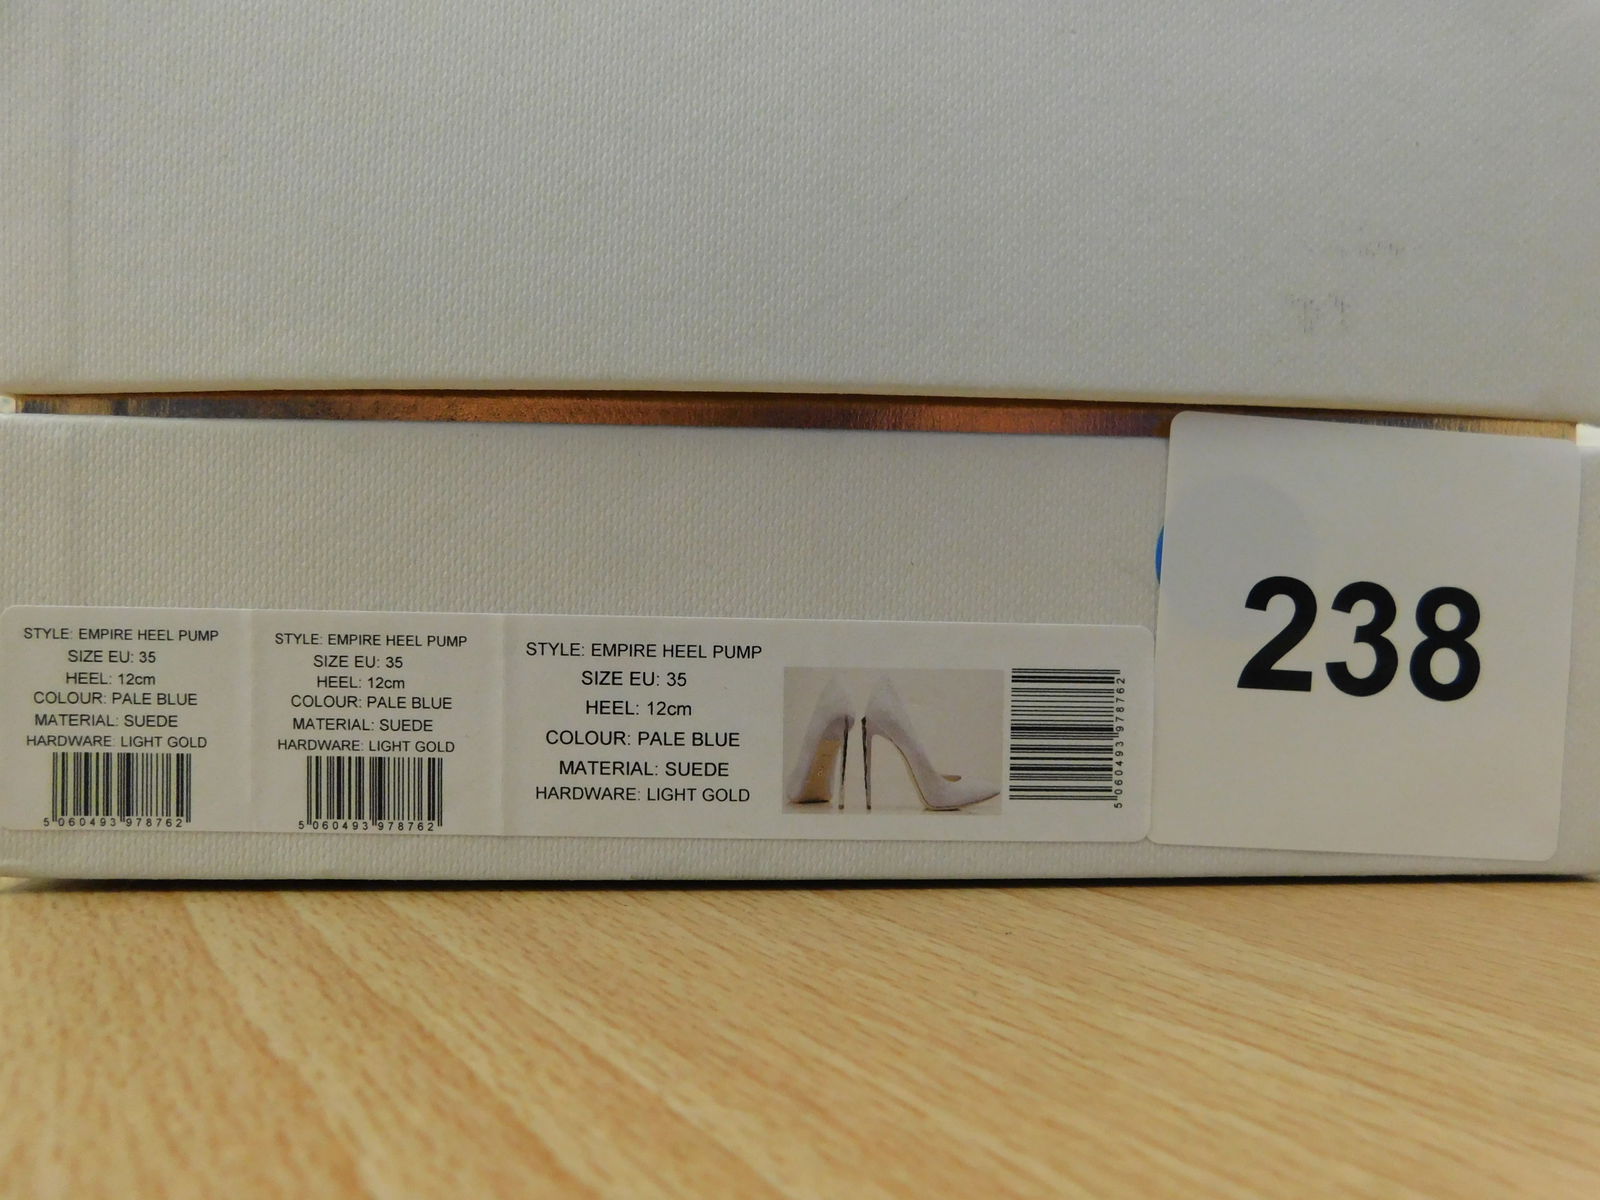 STYLE: EMPIRE HEEL PUMP
SIZE EU: 35
HEEL: 12cm
COLOUR: PALE BLUE
MATERIAL: SUEDE
HARDWARE: LIGHT GOLD
5 060493 978762
STYLE: EMPIRE HEEL PUMP
SIZE EU: 35
HEEL: 12cm
COLOUR: PALE BLUE
MATERIAL: SUEDE
HARDWARE: LIGHT GOLD
5 060493 978762
STYLE: EMPIRE HEEL PUMP
SIZE EU: 35
HEEL: 12cm
COLOUR: PALE BLUE
MATERIAL: SUEDE
HARDWARE: LIGHT GOLD
5 060493 978762
238